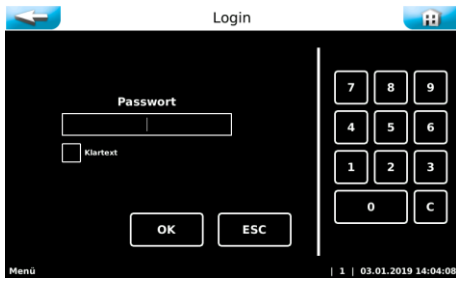 Login
Passwort
Klartext
OK ESC
7 8 9
4 5 6
1 2 3
0 C
Menü | 1 | 03.01.2019 14:04:08